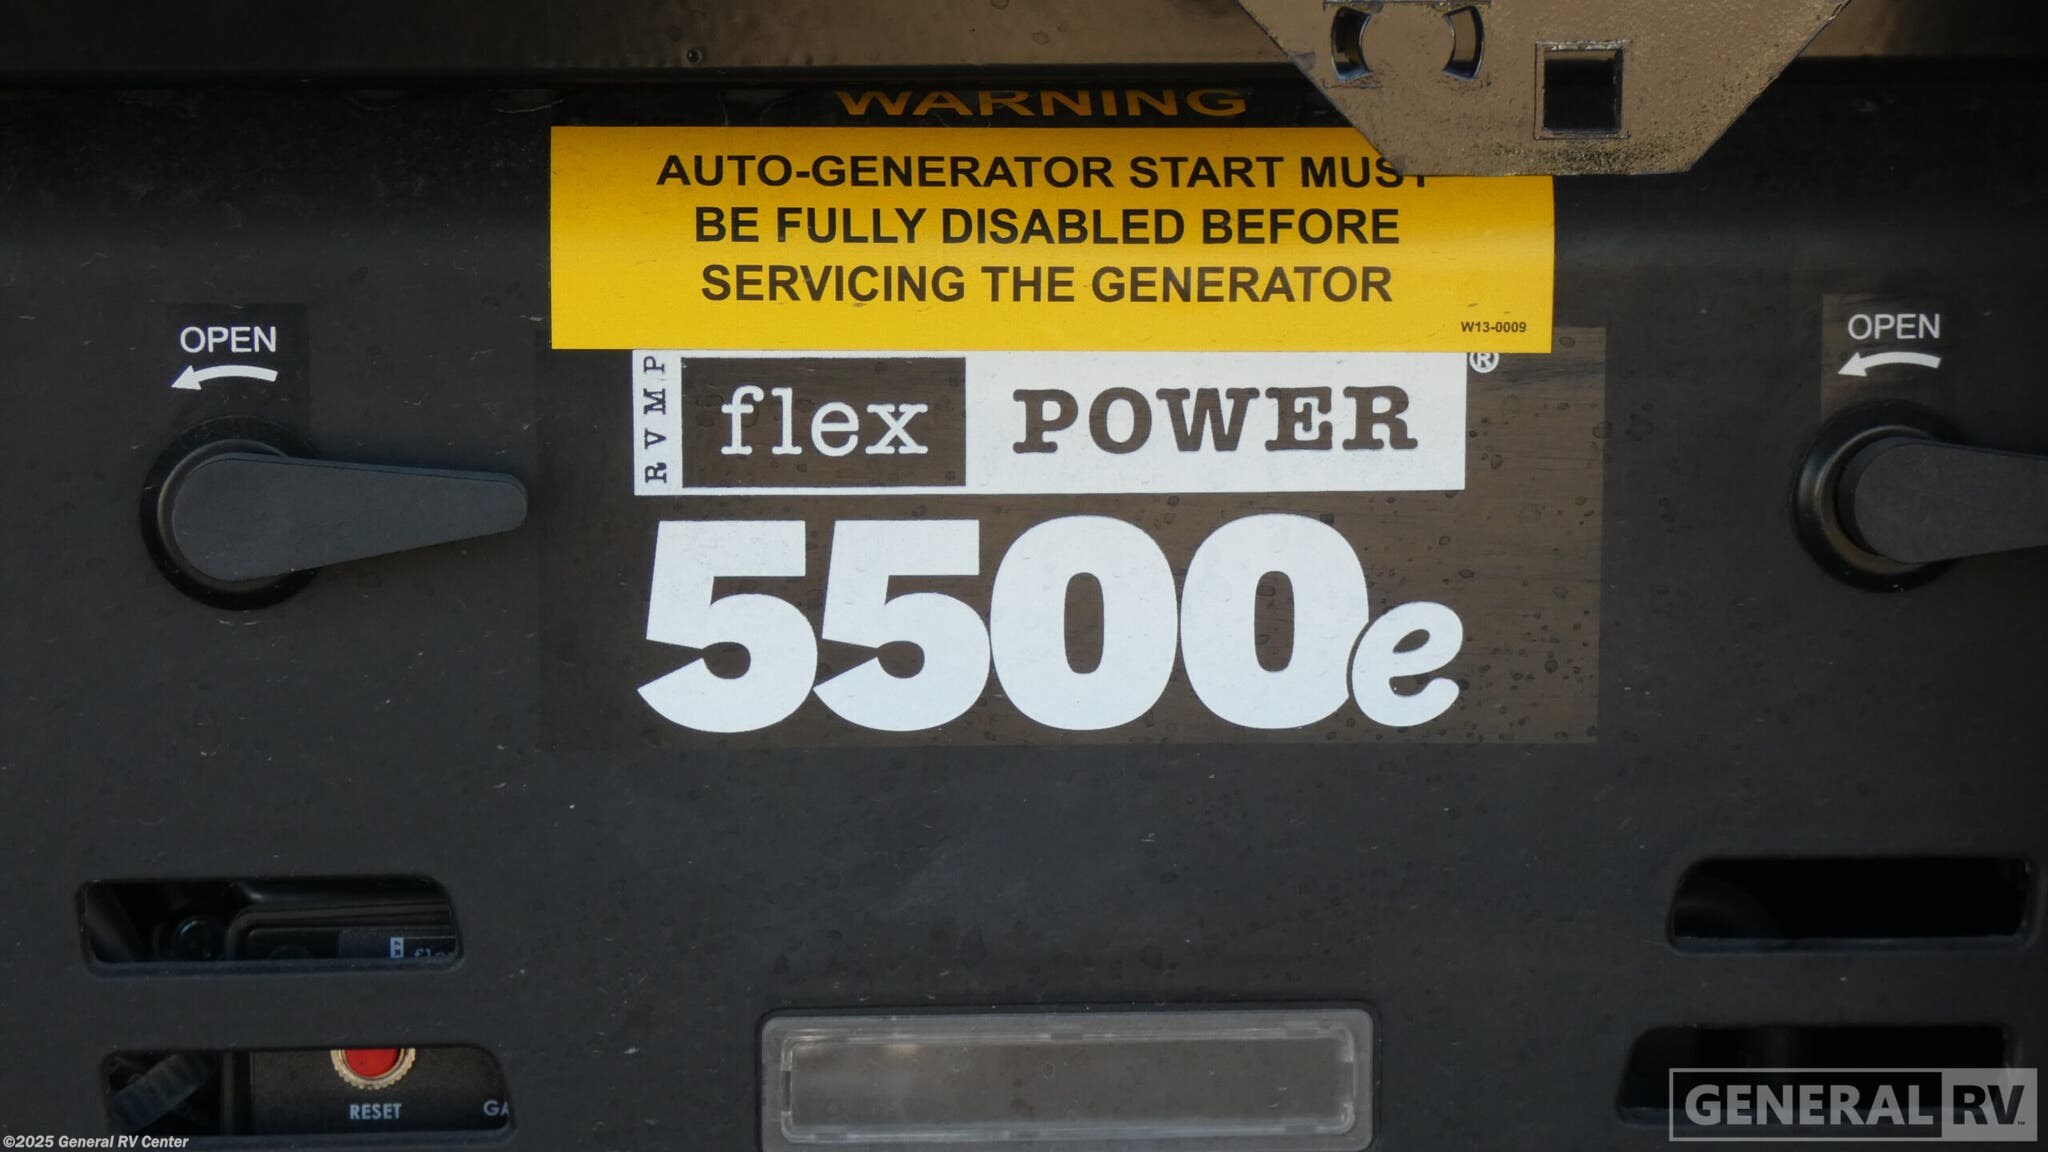 WARNING
AUTO-GENERATOR START MUST
BE FULLY DISABLED BEFORE
SERVICING THE GENERATOR
W13-0009
OPEN
OPEN
RVMP
flex POWER®
5500e
RESET
©2025 General RV Center
GENERAL RV